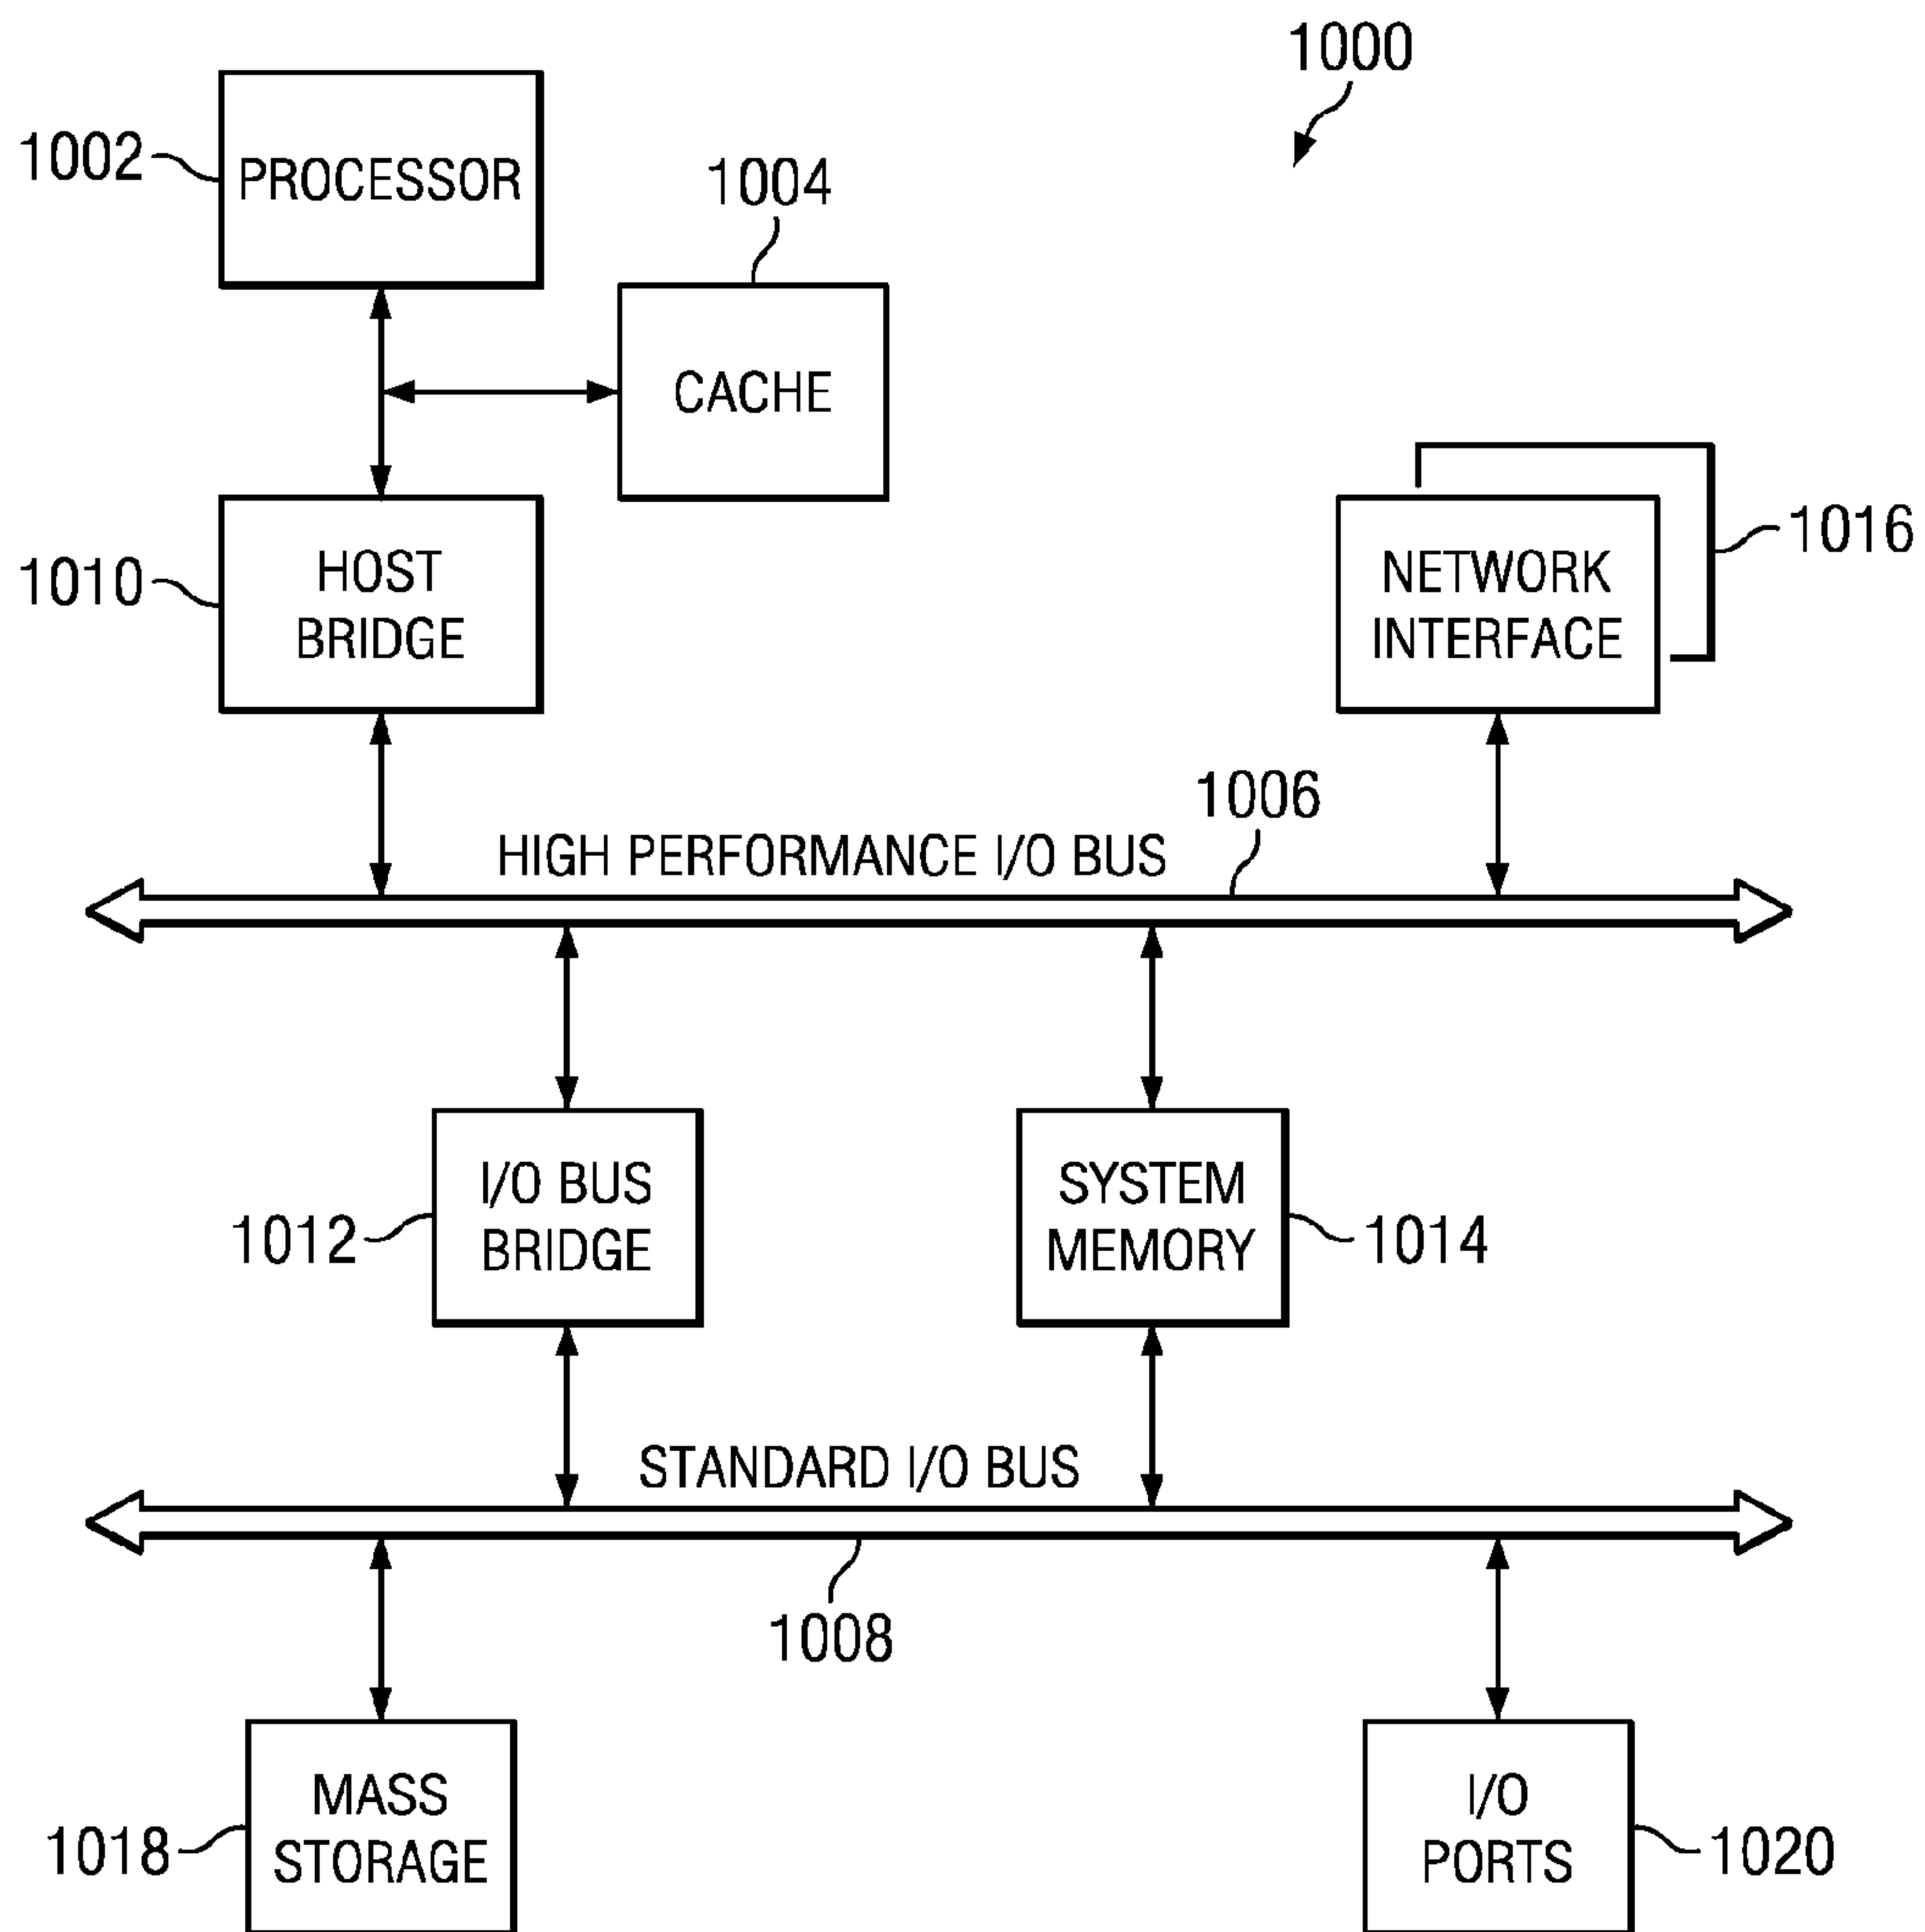 1000
1002
PROCESSOR
1004
CACHE
1010
HOST
BRIDGE
NETWORK
INTERFACE
1016
1006
HIGH PERFORMANCE I/O BUS
I/O BUS
BRIDGE
1012
SYSTEM
MEMORY
1014
STANDARD I/O BUS
1008
MASS
STORAGE
1018
I/O
PORTS
1020